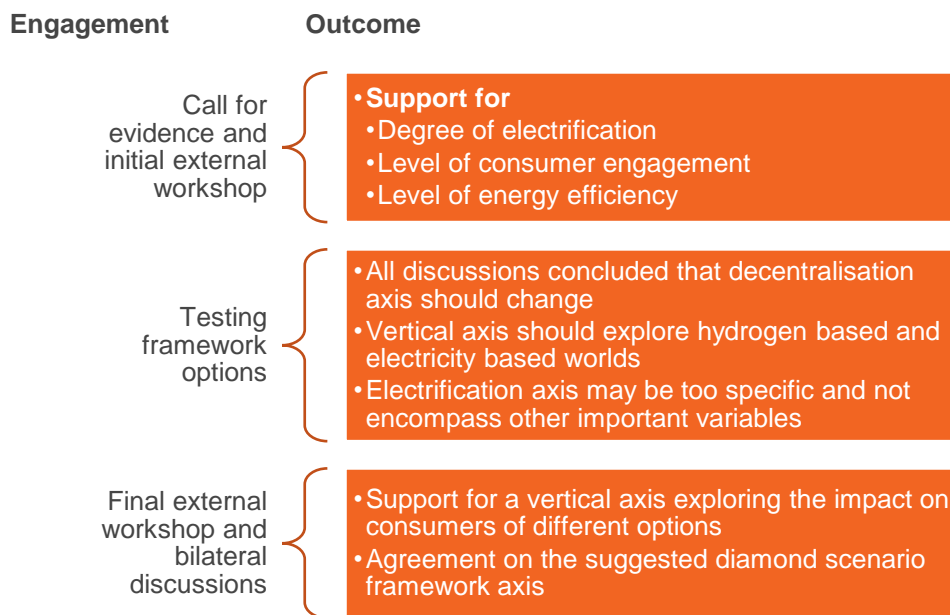 Engagement
Outcome
Call for
evidence and
initial external
workshop
•Support for
•Degree of electrification
•Level of consumer engagement
•Level of energy efficiency
Testing
framework
options
•All discussions concluded that decentralisation
axis should change
•Vertical axis should explore hydrogen based and
electricity based worlds
•Electrification axis may be too specific and not
encompass other important variables
Final external
workshop and
bilateral
discussions
•Support for a vertical axis exploring the impact on
consumers of different options
•Agreement on the suggested diamond scenario
framework axis